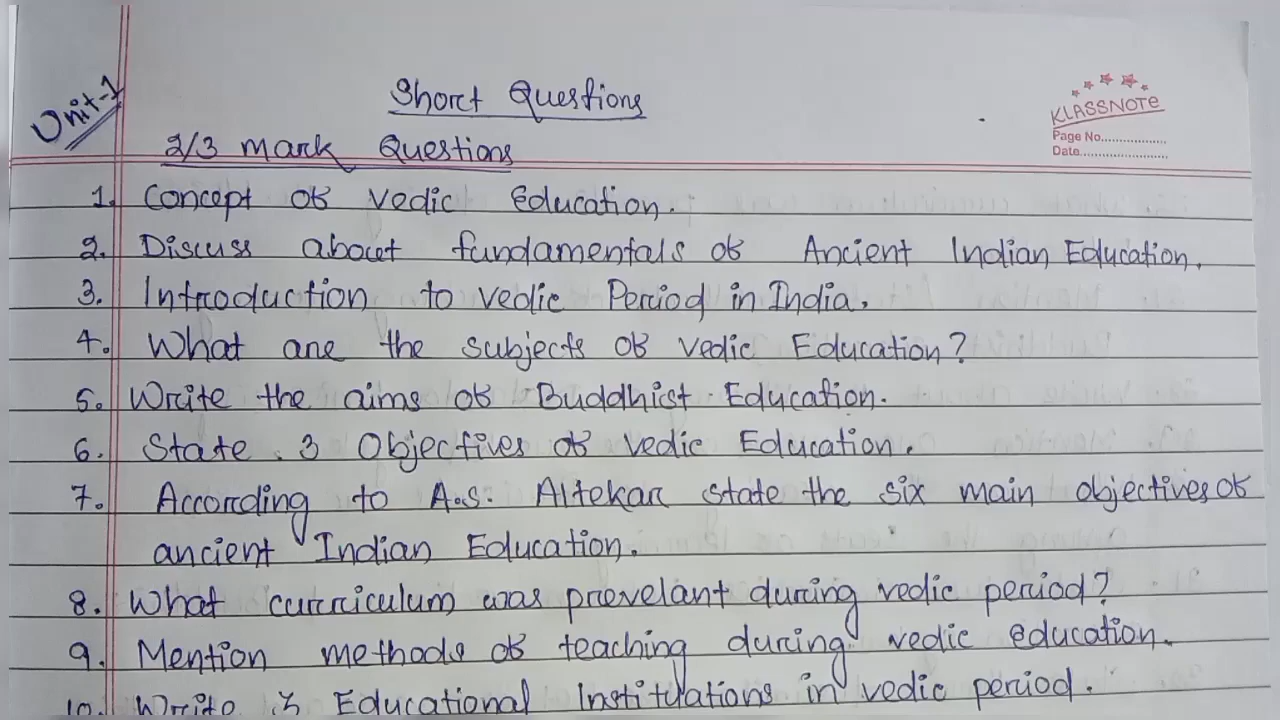 Unit-1
Short Questions
KLASSNOTE
Page No..................
Date........................
2/3 mark Questions
1. Concept of vedic Education.
2. Discuss about fundamentals of Ancient Indian Education.
3. Introduction to vedic Period in India.
4. What are the subjects of vedic Education?
5. Write the aims of Buddhist Education.
6. State 3 Objectives of vedic Education.
7. According to A.S. Altekar state the six main objectives of
ancient Indian Education.
8. What curriculum was prevelant during vedic period?
9. Mention methods of teaching during vedic education.
10. Write 3 Educational Institutations in vedic period.